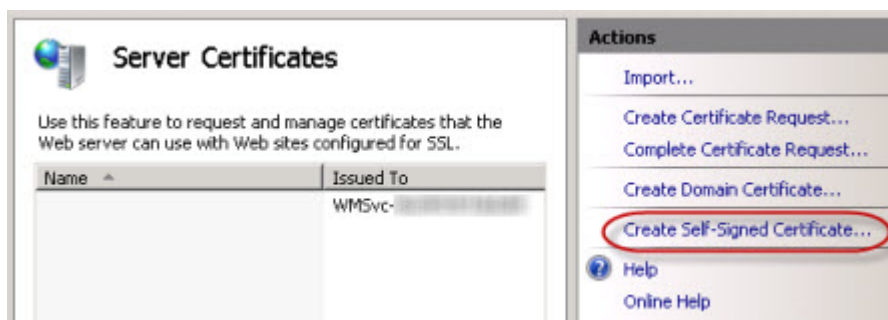 Server Certificates
Use this feature to request and manage certificates that the
Web server can use with Web sites configured for SSL.
Name
Issued To
WMSvc-
Actions
Import...
Create Certificate Request...
Complete Certificate Request...
Create Domain Certificate...
Create Self-Signed Certificate...
Help
Online Help